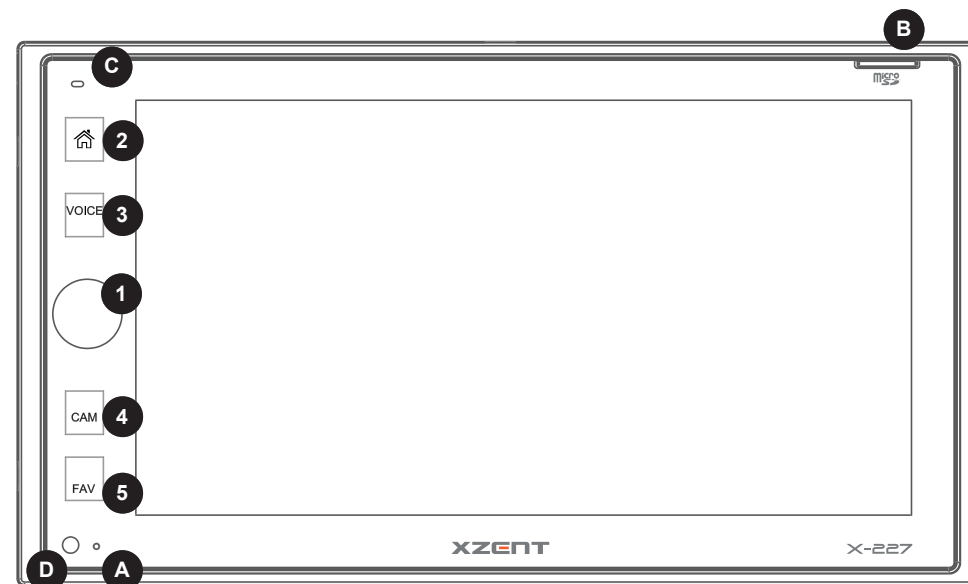 B
C
micro SD
2
VOICE 3
1
CAM 4
FAV 5
XZENT X-227
D A